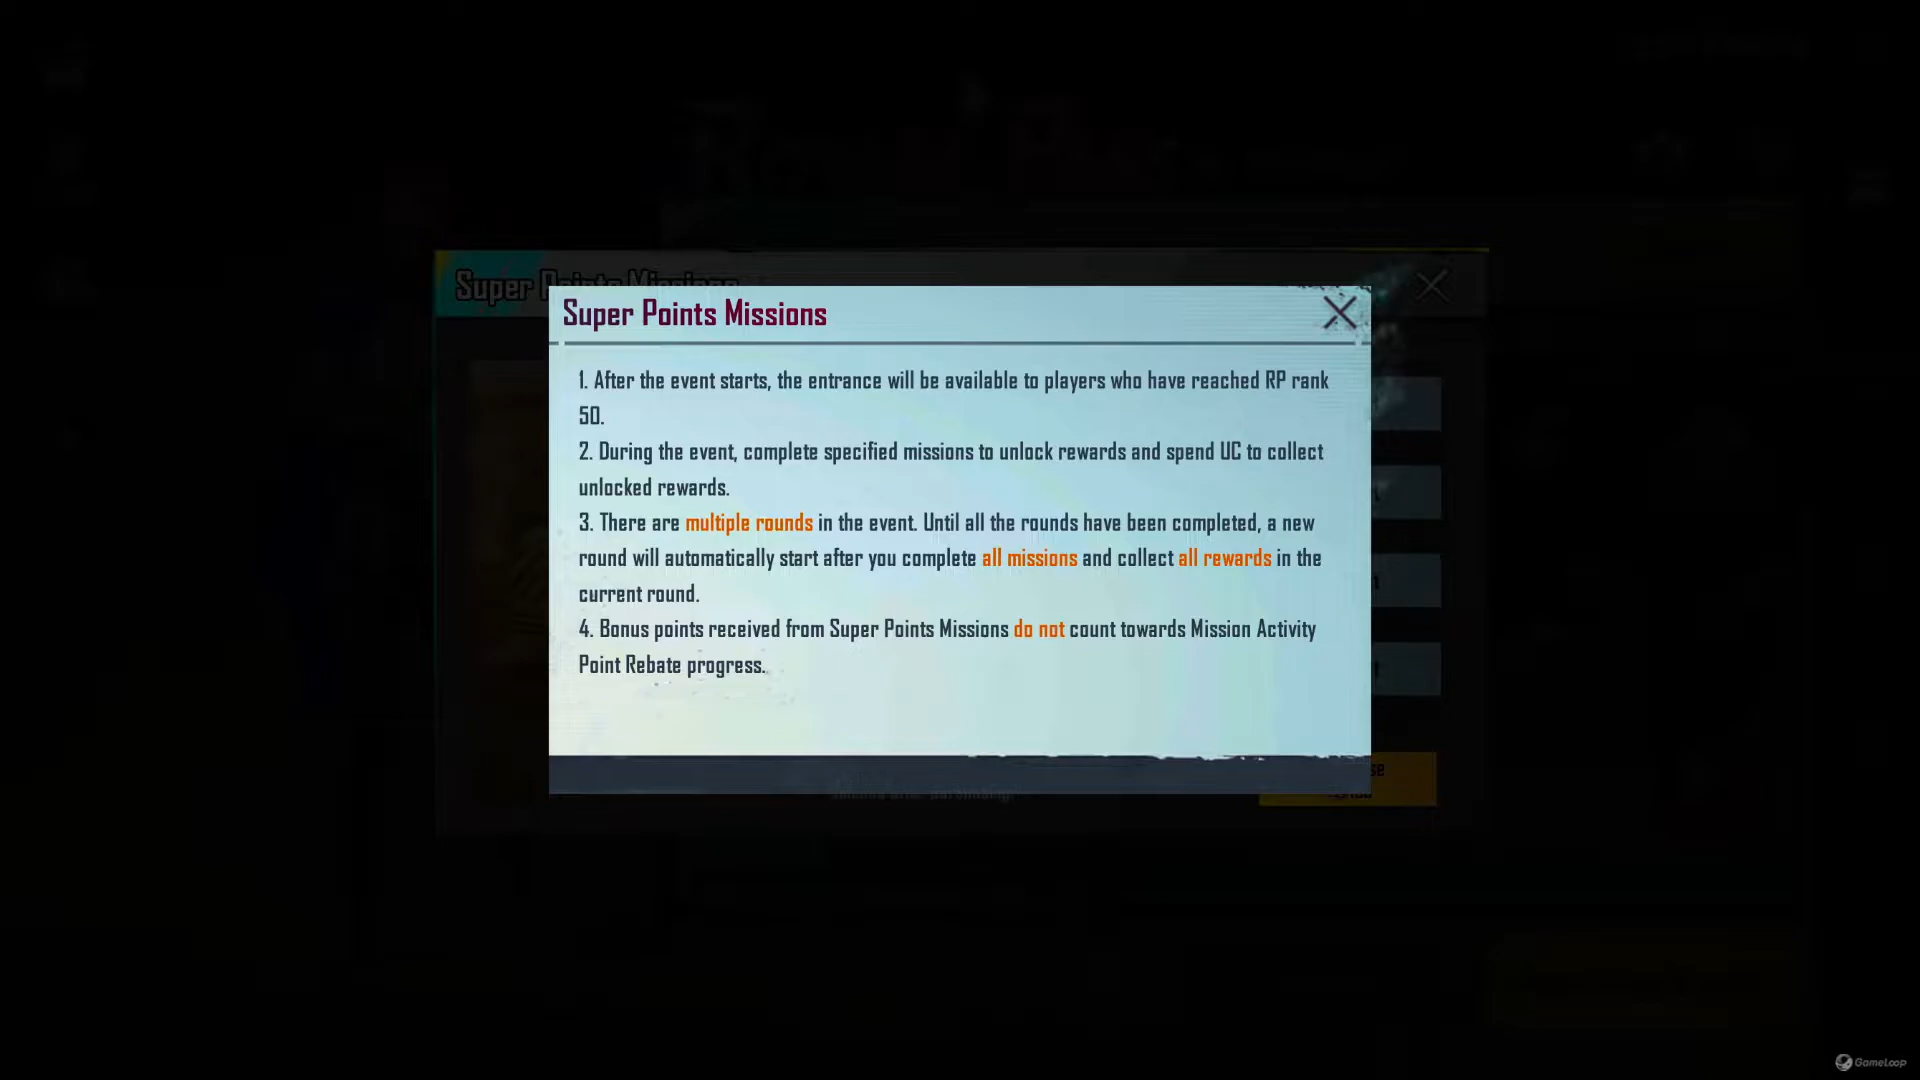 Super Points Missions
Super Points Missions
1. After the event starts, the entrance will be available to players who have reached RP rank
50.
2. During the event, complete specified missions to unlock rewards and spend UC to collect
unlocked rewards.
3. There are multiple rounds in the event. Until all the rounds have been completed, a new
round will automatically start after you complete all missions and collect all rewards in the
current round.
4. Bonus points received from Super Points Missions do not count towards Mission Activity
Point Rebate progress.
GameLoop